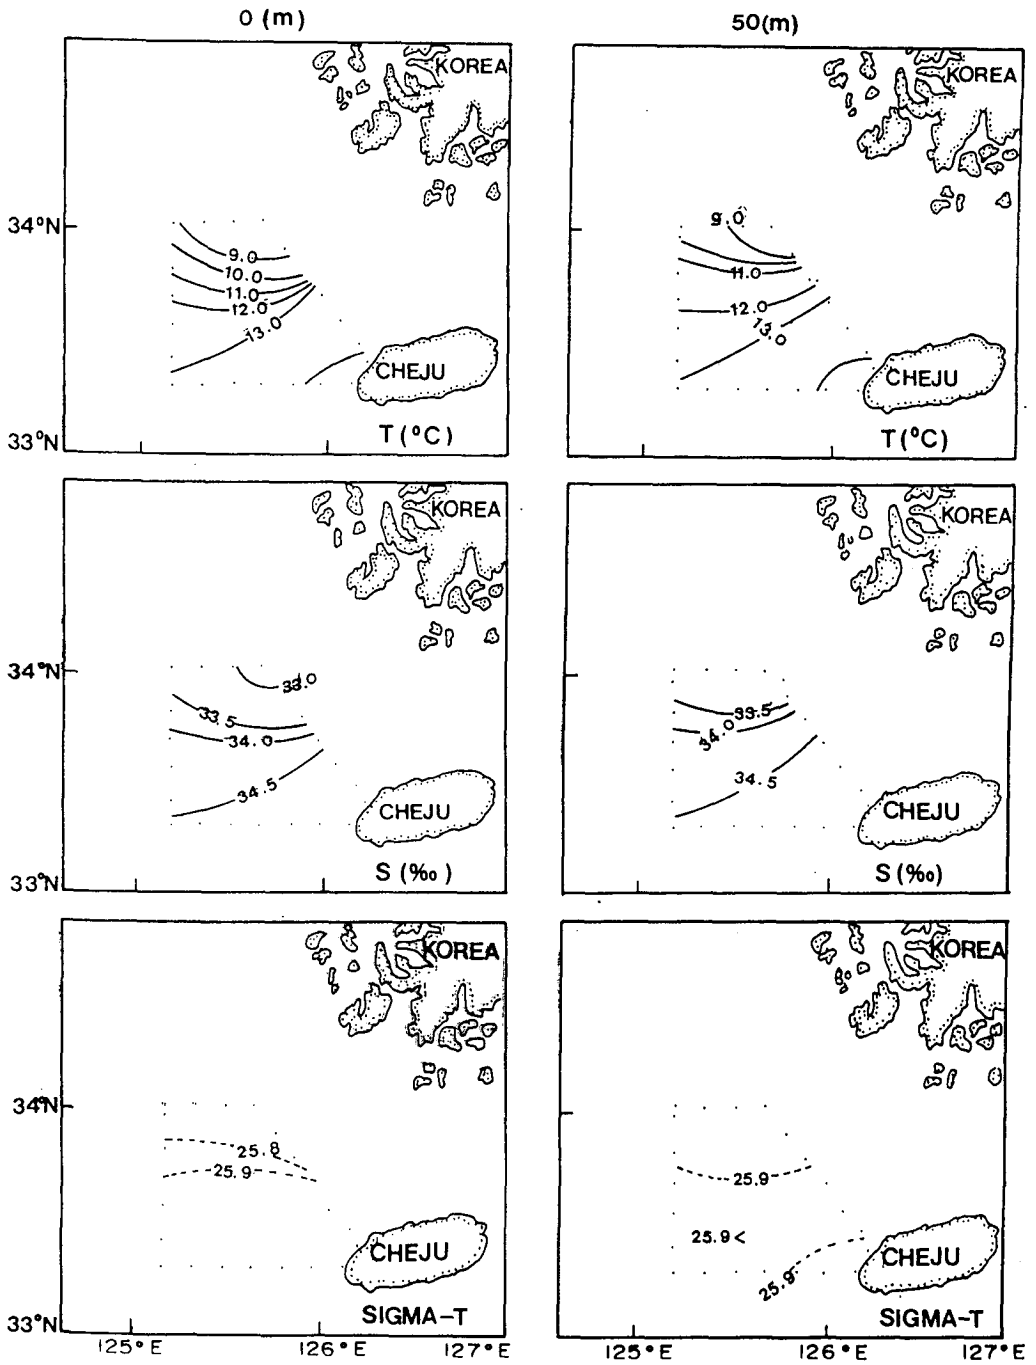 0 (m)
50(m)
KOREA
34°N
9.0
10.0
11.0
12.0
13.0
CHEJU
33°N
T (°C)
KOREA
9.0
11.0
12.0
13.0
CHEJU
T (°C)
KOREA
34°N
33.0
33.5
34.0
34.5
CHEJU
33°N
S (‰)
KOREA
33.5
34.0
34.5
CHEJU
S (‰)
KOREA
34°N
25.8
25.9
CHEJU
33°N
SIGMA-T
125°E
126°E
127°E
KOREA
25.9
25.9 <
25.9
CHEJU
SIGMA-T
125°E
126°E
127°E